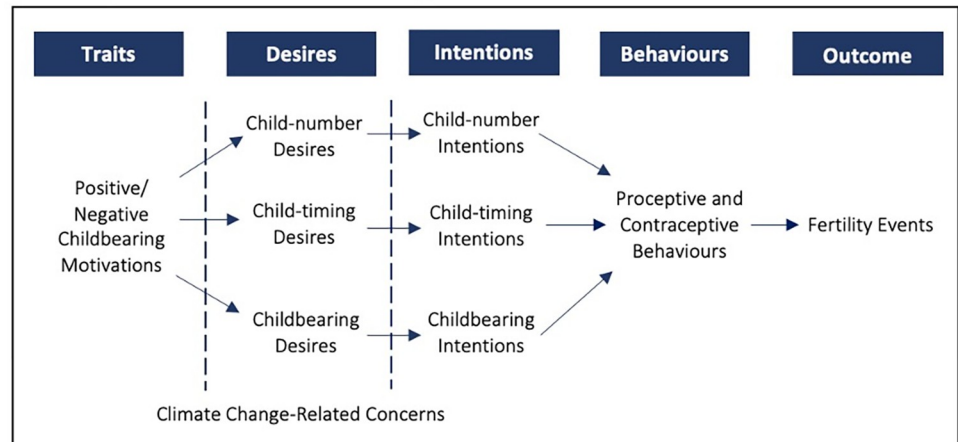 Traits
Desires
Intentions
Behaviours
Outcome
Positive/
Negative
Childbearing
Motivations
Child-number
Desires
Child-timing
Desires
Childbearing
Desires
Child-number
Intentions
Child-timing
Intentions
Childbearing
Intentions
Proceptive and
Contraceptive
Behaviours
Fertility Events
Climate Change-Related Concerns